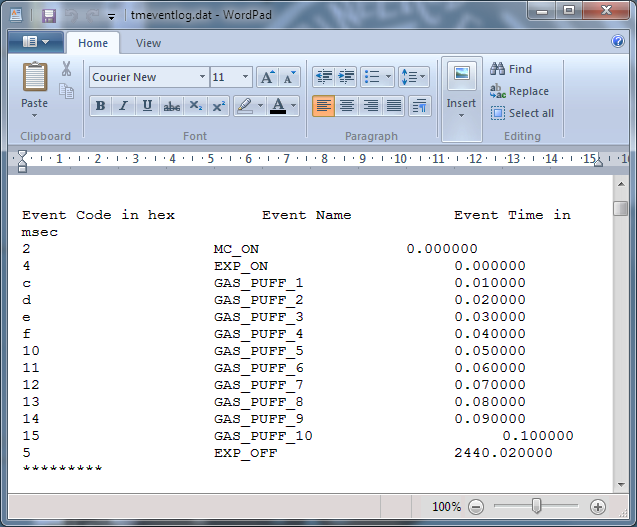 tmeventlog.dat - WordPad
Home View
Courier New 11
Paste
B I U abc X₂ X² A
Insert
Find
Replace
Select all
Clipboard Font Paragraph Editing
1 2 3 4 5 6 7 8 9 10 11 12 13 14 15 16
Event Code in hex Event Name Event Time in
msec
2 MC_ON 0.000000
4 EXP_ON 0.000000
c GAS_PUFF_1 0.010000
d GAS_PUFF_2 0.020000
e GAS_PUFF_3 0.030000
f GAS_PUFF_4 0.040000
10 GAS_PUFF_5 0.050000
11 GAS_PUFF_6 0.060000
12 GAS_PUFF_7 0.070000
13 GAS_PUFF_8 0.080000
14 GAS_PUFF_9 0.090000
15 GAS_PUFF_10 0.100000
5 EXP_OFF 2440.020000
*********
100%